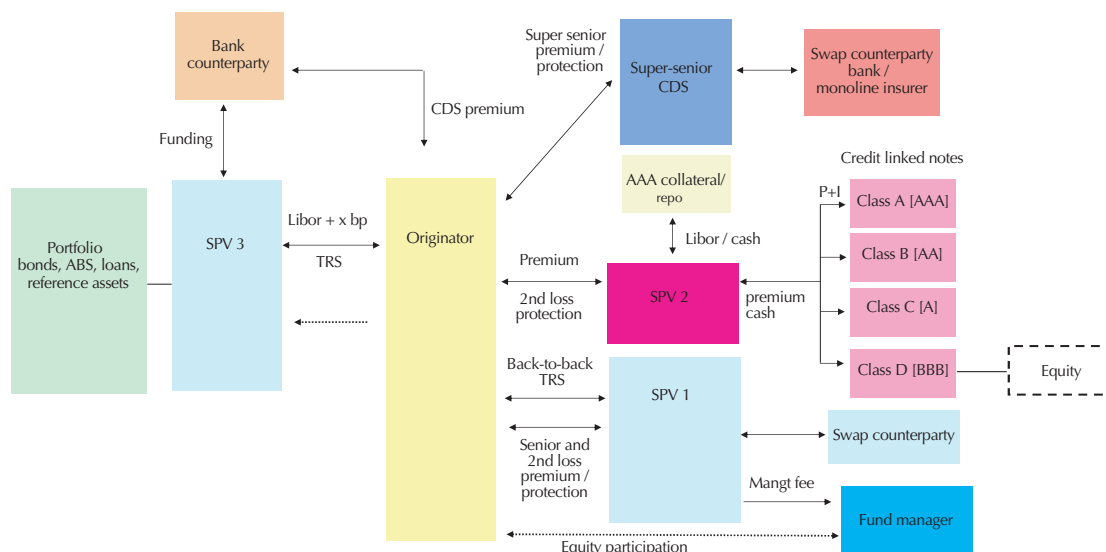 Bank
counterparty
CDS premium
Funding
Super senior
premium /
protection
Super-senior
CDS
Swap counterparty
bank /
monoline insurer
AAA collateral/
repo
Libor / cash
Credit linked notes
P+I
Class A [AAA]
Class B [AA]
Class C [A]
Class D [BBB]
Equity
Portfolio
bonds, ABS, loans,
reference assets
SPV 3
Libor + x bp
TRS
Originator
Premium
2nd loss
protection
SPV 2
premium
cash
Back-to-back
TRS
SPV 1
Senior and
2nd loss
premium /
protection
Swap counterparty
Mangt fee
Fund manager
Equity participation